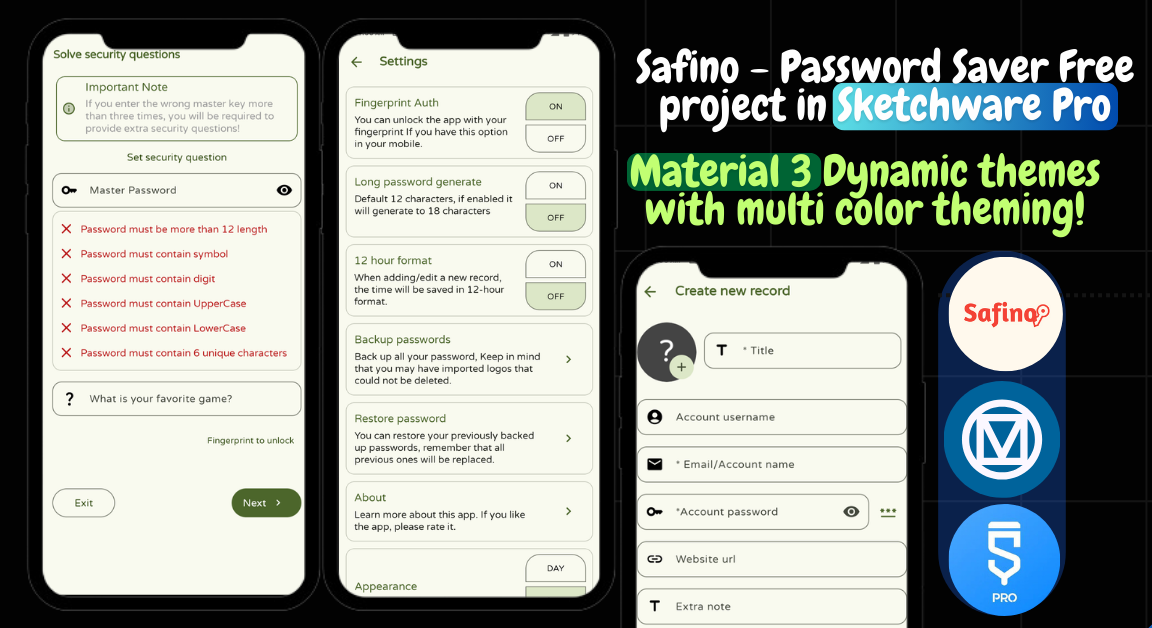 Solve security questions
Important Note
If you enter the wrong master key more
than three times, you will be required to
provide extra security questions!
Set security question
Master Password
Password must be more than 12 length
Password must contain symbol
Password must contain digit
Password must contain UpperCase
Password must contain LowerCase
Password must contain 6 unique characters
? What is your favorite game?
Fingerprint to unlock
Exit
Next
Settings
Fingerprint Auth
You can unlock the app with your
fingerprint If you have this option
in your mobile.
ON
OFF
Long password generate
Default 12 characters, if enabled it
will generate to 18 characters
ON
OFF
12 hour format
When adding/edit a new record,
the time will be saved in 12-hour
format.
ON
OFF
Backup passwords
Back up all your password, Keep in mind
that you may have imported logos that
could not be deleted.
Restore password
You can restore your previously backed
up passwords, remember that all
previous ones will be replaced.
About
Learn more about this app. If you like
the app, please rate it.
Appearance
DAY
Safino - Password Saver Free
project in Sketchware Pro
Material 3 Dynamic themes
with multi color theming!
Create new record
?
+
T * Title
Account username
* Email/Account name
*Account password
***
Website url
T Extra note
Safino
PRO